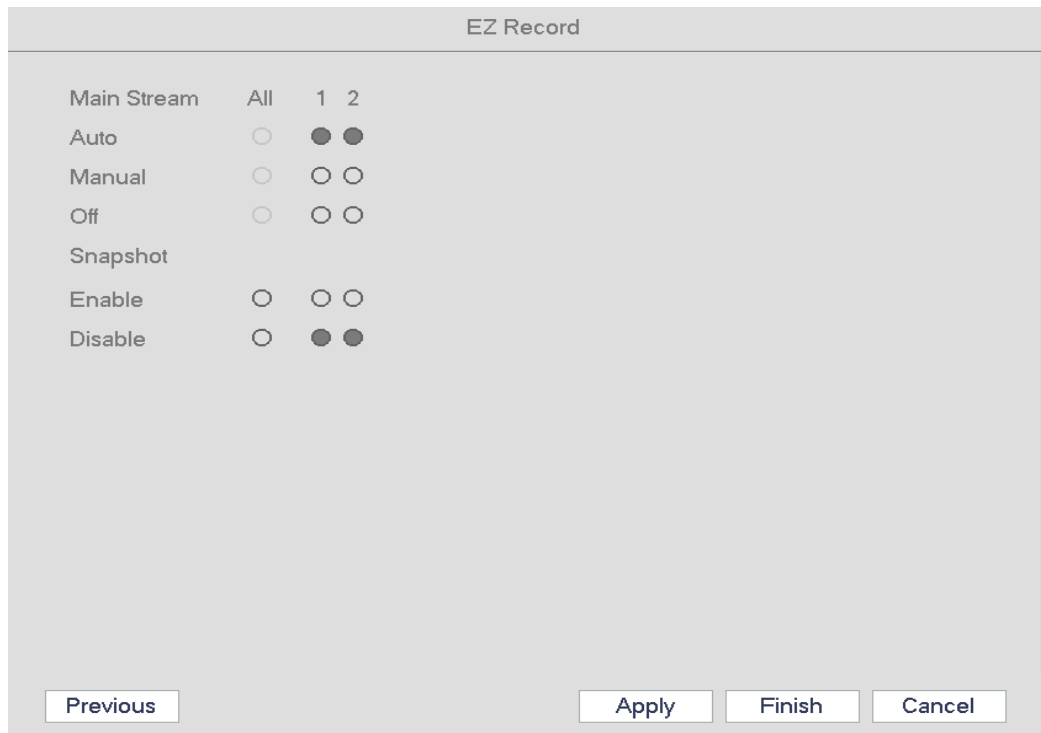 EZ Record
Main Stream All 1 2
Auto
Manual
Off
Snapshot
Enable
Disable
Previous Apply Finish Cancel